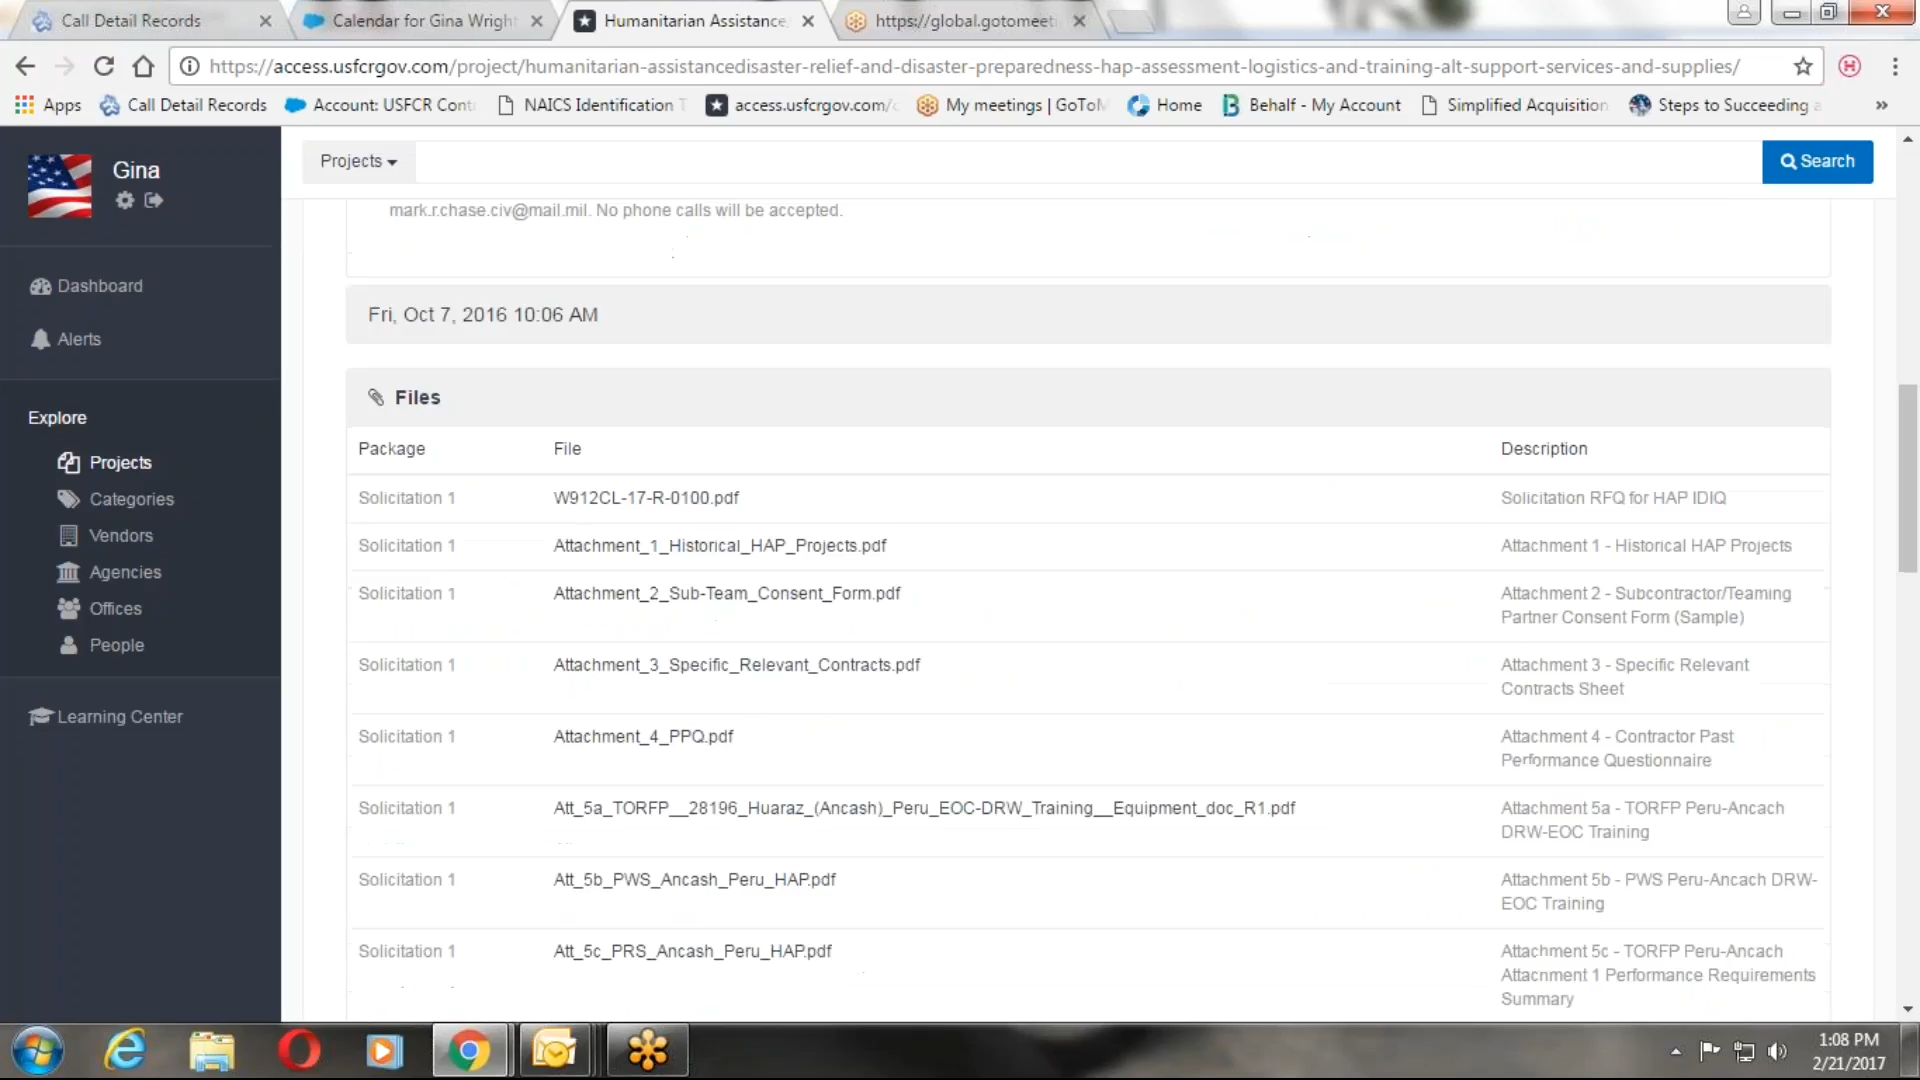 Call Detail Records
Calendar for Gina Wright
Humanitarian Assistance,
https://global.gotomeeti
https://access.usfcrgov.com/project/humanitarian-assistancedisaster-relief-and-disaster-preparedness-hap-assessment-logistics-and-training-alt-support-services-and-supplies/
Apps
Call Detail Records
Account: USFCR Cont
NAICS Identification T
access.usfcrgov.com/c
My meetings | GoToM
Home
Behalf - My Account
Simplified Acquisition
Steps to Succeeding a
»
Gina
Projects
Search
mark.r.chase.civ@mail.mil. No phone calls will be accepted.
Dashboard
Alerts
Explore
Projects
Categories
Vendors
Agencies
Offices
People
Learning Center
Fri, Oct 7, 2016 10:06 AM
Files
Package File Description
Solicitation 1 W912CL-17-R-0100.pdf Solicitation RFQ for HAP IDIQ
Solicitation 1 Attachment_1_Historical_HAP_Projects.pdf Attachment 1 - Historical HAP Projects
Solicitation 1 Attachment_2_Sub-Team_Consent_Form.pdf Attachment 2 - Subcontractor/Teaming
Partner Consent Form (Sample)
Solicitation 1 Attachment_3_Specific_Relevant_Contracts.pdf Attachment 3 - Specific Relevant
Contracts Sheet
Solicitation 1 Attachment_4_PPQ.pdf Attachment 4 - Contractor Past
Performance Questionnaire
Solicitation 1 Att_5a_TORFP__28196_Huaraz_(Ancash)_Peru_EOC-DRW_Training__Equipment_doc_R1.pdf Attachment 5a - TORFP Peru-Ancach
DRW-EOC Training
Solicitation 1 Att_5b_PWS_Ancash_Peru_HAP.pdf Attachment 5b - PWS Peru-Ancach DRW-
EOC Training
Solicitation 1 Att_5c_PRS_Ancash_Peru_HAP.pdf Attachment 5c - TORFP Peru-Ancach
Attachment 1 Performance Requirements
Summary
1:08 PM
2/21/2017